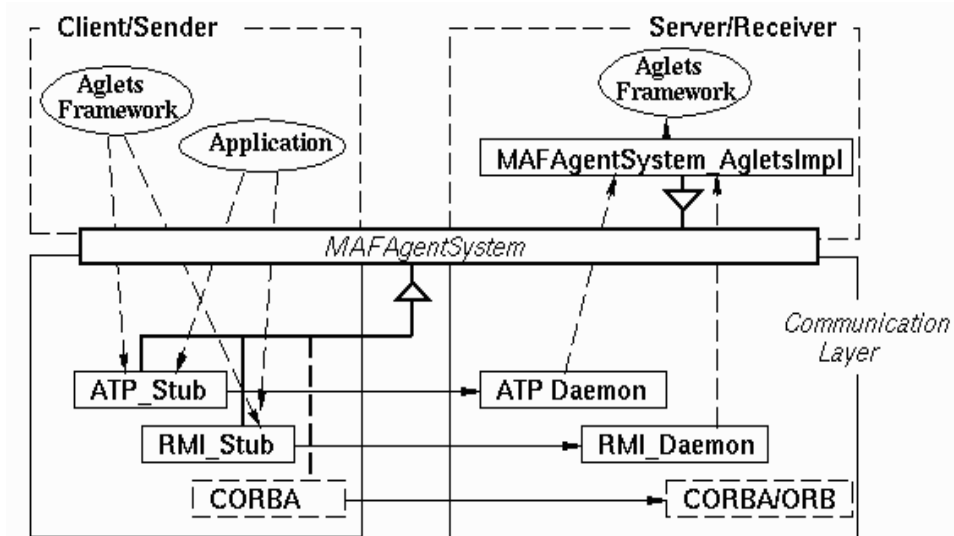 Client/Sender
Server/Receiver
Aglets
Framework
Application
Aglets
Framework
MAFAgentSystem_AgletsImpl
MAFAgentSystem
Communication
Layer
ATP_Stub
ATP Daemon
RMI_Stub
RMI_Daemon
CORBA
CORBA/ORB